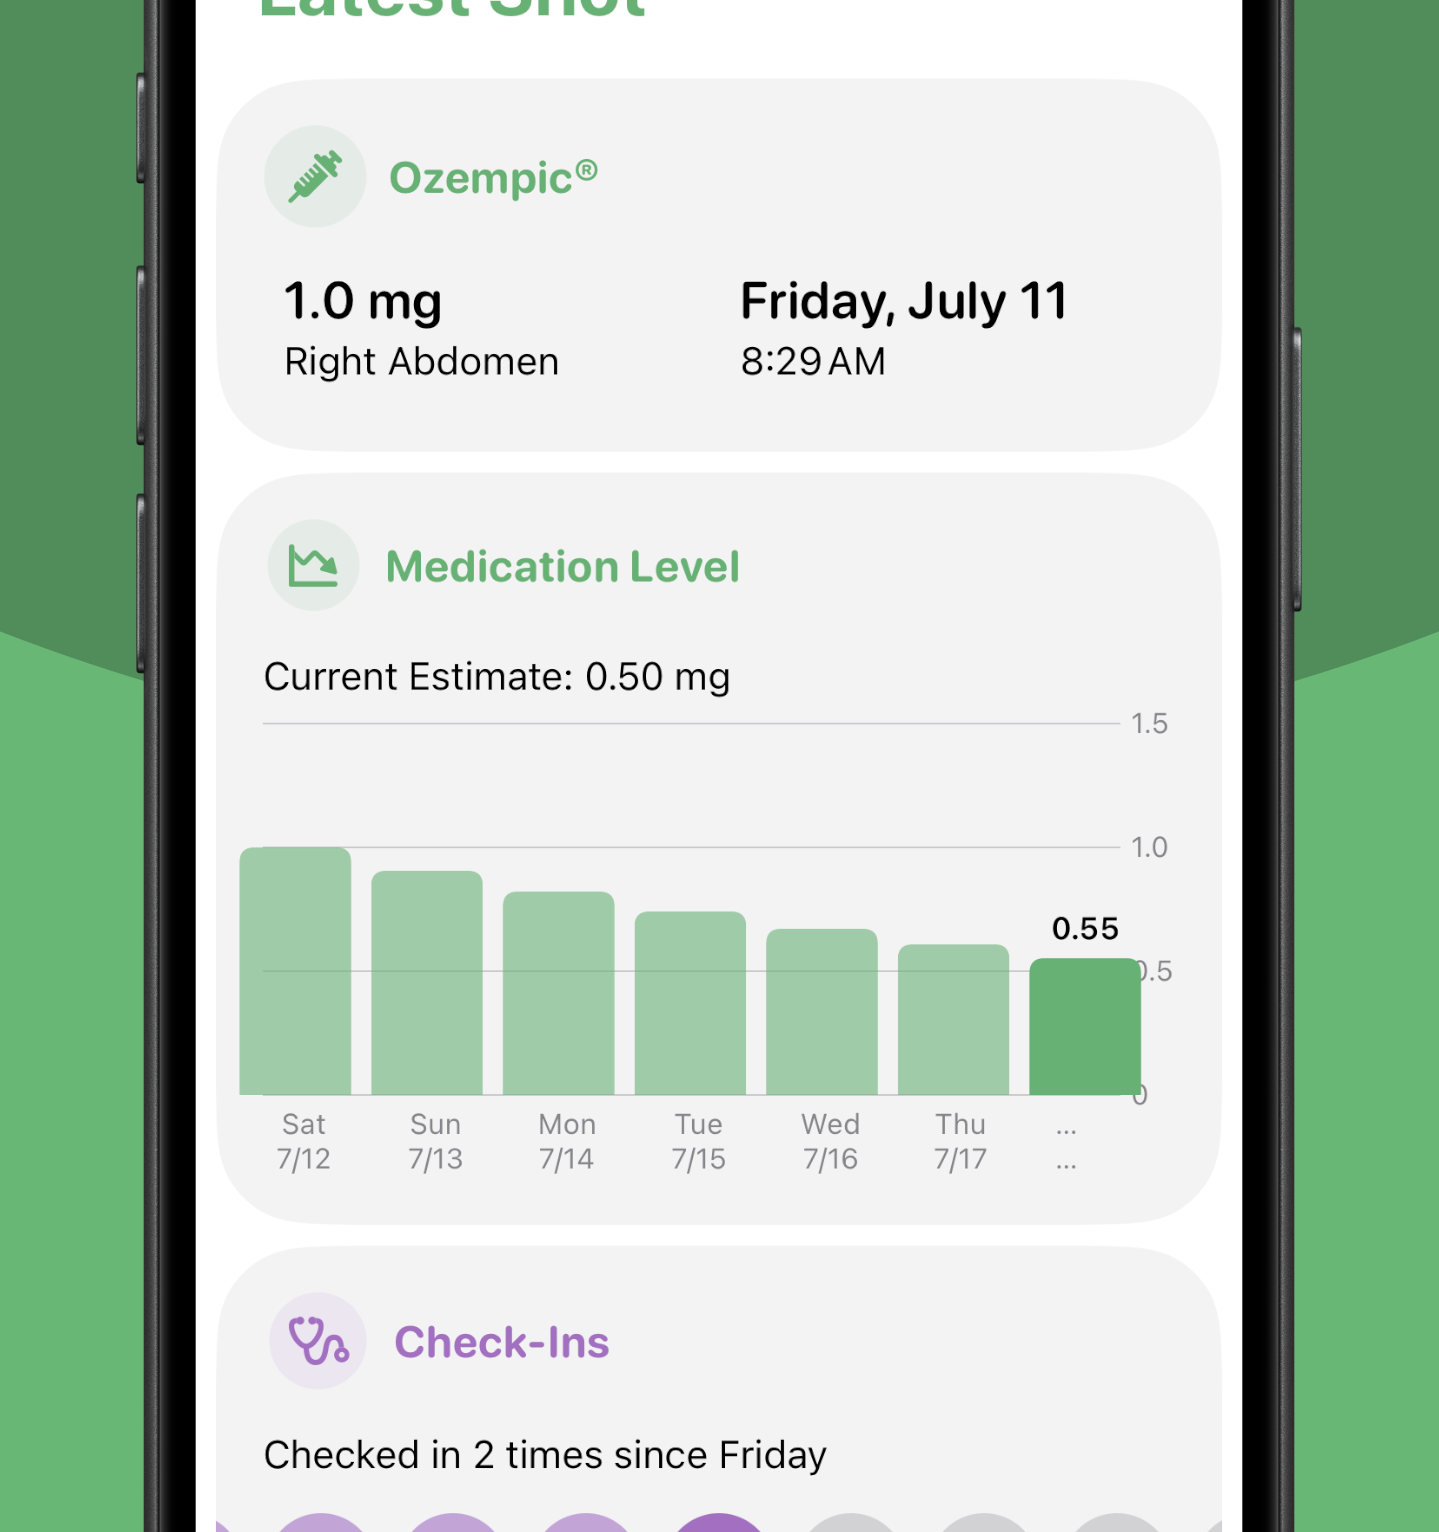 Latest Shot
Ozempic®
1.0 mg
Right Abdomen
Friday, July 11
8:29 AM
Medication Level
Current Estimate: 0.50 mg
1.5
1.0
0.55
0.5
0
Sat Sun Mon Tue Wed Thu ...
7/12 7/13 7/14 7/15 7/16 7/17 ...
Check-Ins
Checked in 2 times since Friday